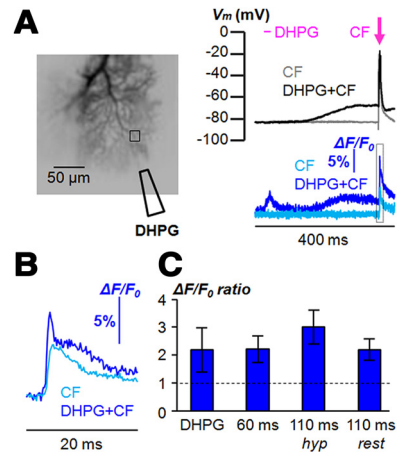 A
50 µm
DHPG
Vm (mV)
0
-20
-40
-60
-80
-100
- DHPG CF
CF
DHPG+CF
ΔF/F0
5%
CF
DHPG+CF
400 ms
B
ΔF/F0
5%
CF
DHPG+CF
20 ms
C
ΔF/F0 ratio
4
3
2
1
0
DHPG 60 ms 110 ms 110 ms
hyp rest